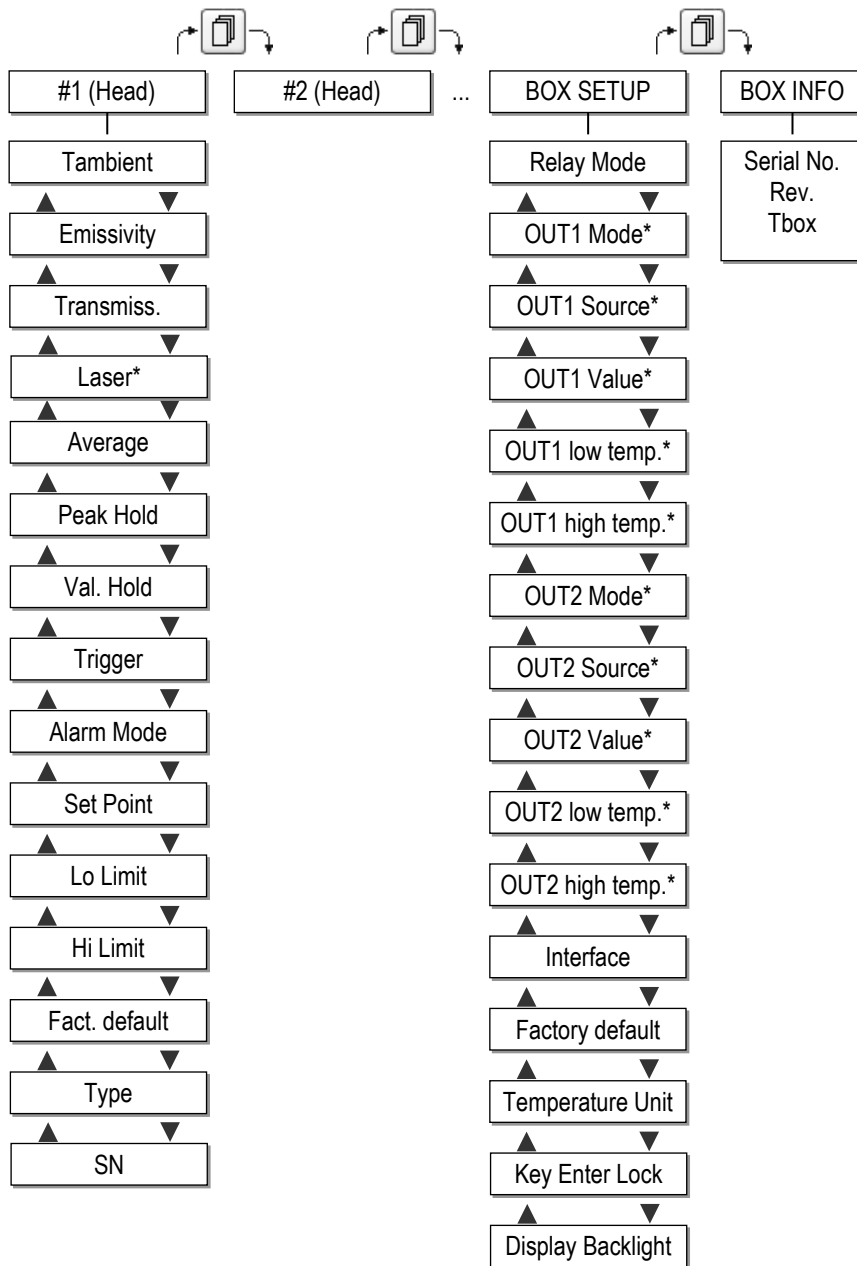 #1 (Head)
#2 (Head)
...
BOX SETUP
BOX INFO
Tambient
Emissivity
Transmiss.
Laser*
Average
Peak Hold
Val. Hold
Trigger
Alarm Mode
Set Point
Lo Limit
Hi Limit
Fact. default
Type
SN
Relay Mode
OUT1 Mode*
OUT1 Source*
OUT1 Value*
OUT1 low temp.*
OUT1 high temp.*
OUT2 Mode*
OUT2 Source*
OUT2 Value*
OUT2 low temp.*
OUT2 high temp.*
Interface
Factory default
Temperature Unit
Key Enter Lock
Display Backlight
Serial No.
Rev.
Tbox